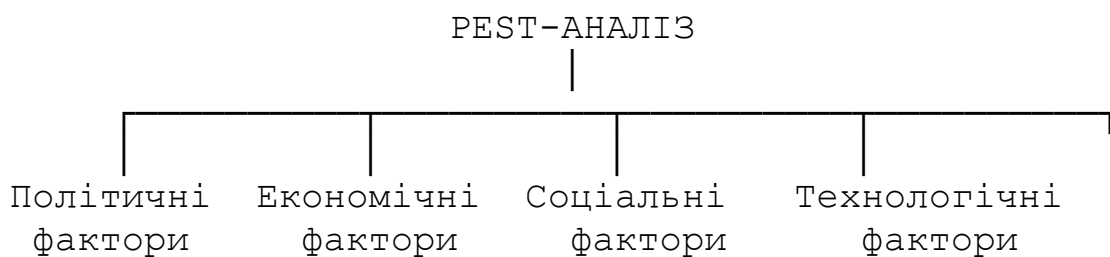 PEST-АНАЛІЗ
Політичні Економічні Соціальні Технологічні
фактори фактори фактори фактори